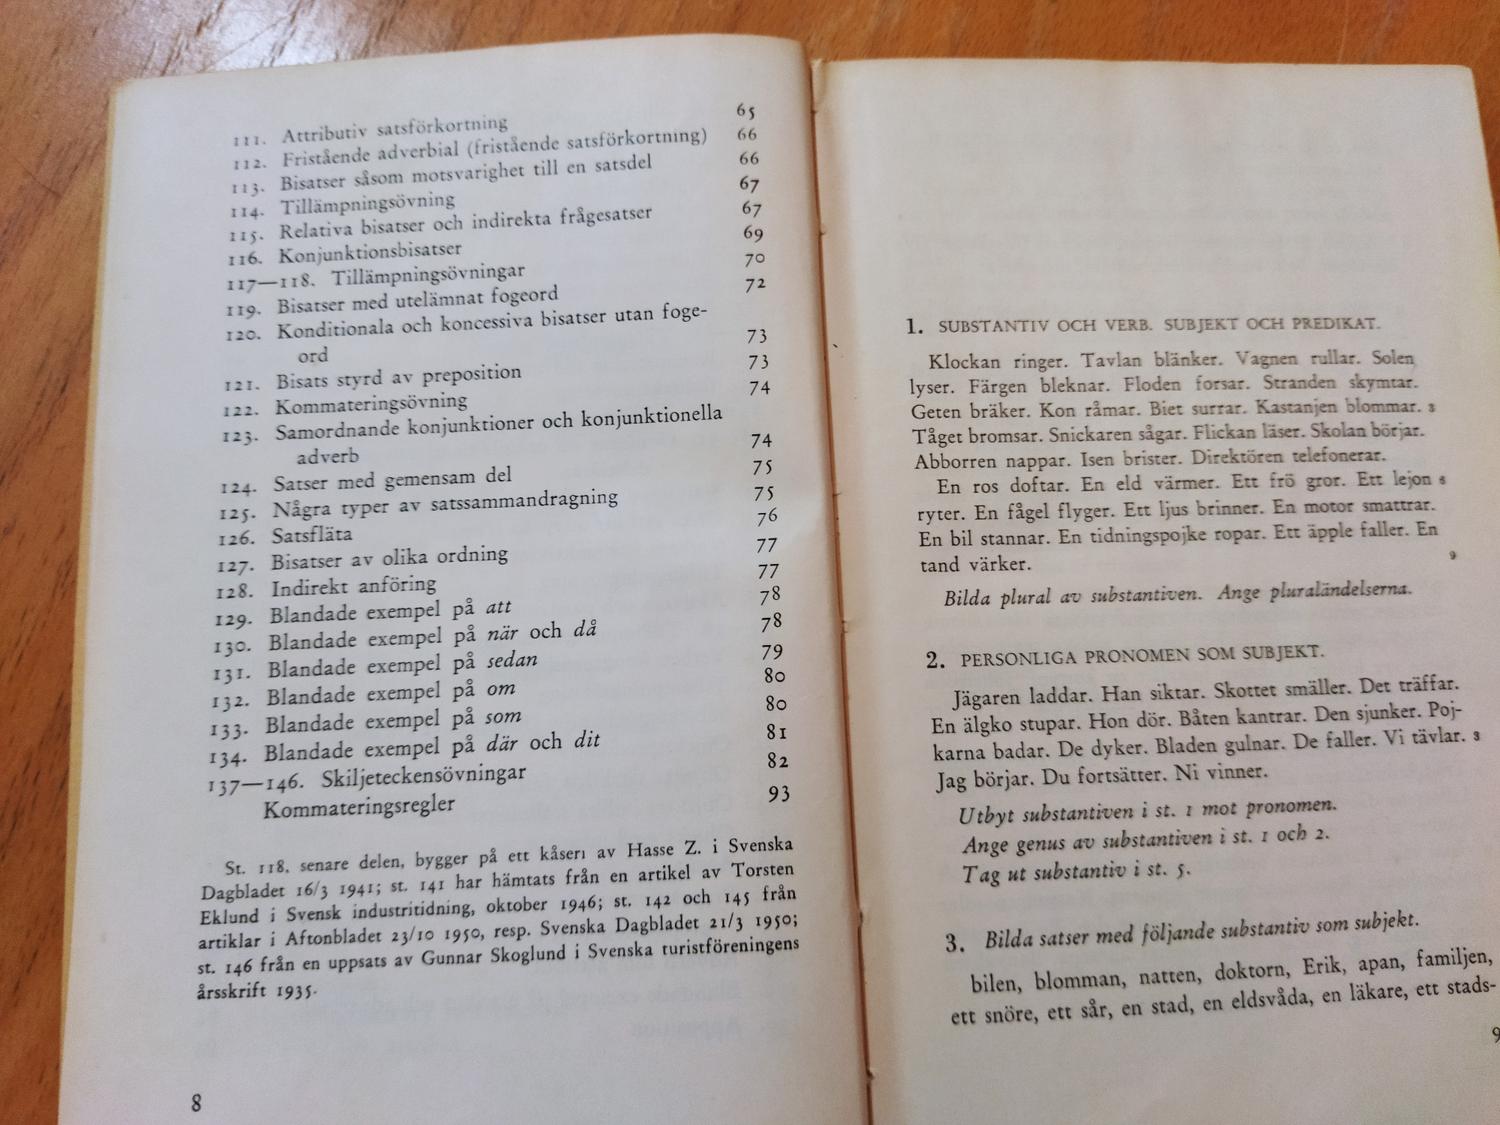 111. Attributiv satsförkortning 65
112. Fristående adverbial (fristående satsförkortning) 66
113. Bisatser såsom motsvarighet till en satsdel 66
114. Tillämpningsövning 67
115. Relativa bisatser och indirekta frågesatser 67
116. Konjunktionsbisatser 69
117—118. Tillämpningsövningar 70
119. Bisatser med utelämnat fogeord 72
120. Konditionala och koncessiva bisatser utan foge-
ord 73
121. Bisats styrd av preposition 73
122. Kommateringsövning 74
123. Samordnande konjunktioner och konjunktionella
adverb 74
124. Satser med gemensam del 75
125. Några typer av satssammandragning 75
126. Satsfläta 76
127. Bisatser av olika ordning 77
128. Indirekt anföring 77
129. Blandade exempel på att 78
130. Blandade exempel på när och då 78
131. Blandade exempel på sedan 79
132. Blandade exempel på om 80
133. Blandade exempel på som 80
134. Blandade exempel på där och dit 81
137—146. Skiljeteckensövningar 82
Kommateringsregler 93
St. 118, senare delen, bygger på ett kåseri av Hasse Z. i Svenska
Dagbladet 16/3 1941; st. 141 har hämtats från en artikel av Torsten
Eklund i Svensk industritidning, oktober 1946; st. 142 och 145 från
artiklar i Aftonbladet 23/10 1950, resp. Svenska Dagbladet 21/3 1950;
st. 146 från en uppsats av Gunnar Skoglund i Svenska turistföreningens
årsskrift 1935.
8
1. SUBSTANTIV OCH VERB. SUBJEKT OCH PREDIKAT.
Klockan ringer. Tavlan blänker. Vagnen rullar. Solen
lyser. Färgen bleknar. Floden forsar. Stranden skymtar.
Geten bräker. Kon råmar. Biet surrar. Kastanjen blommar. 3
Tåget bromsar. Snickaren sågar. Flickan läser. Skolan börjar.
Abborren nappar. Isen brister. Direktören telefonerar.
En ros doftar. En eld värmer. Ett frö gror. Ett lejon 6
ryter. En fågel flyger. Ett ljus brinner. En motor smattrar.
En bil stannar. En tidningspojke ropar. Ett äpple faller. En
tand värker. 9
Bilda plural av substantiven. Ange pluraländelserna.
2. PERSONLIGA PRONOMEN SOM SUBJEKT.
Jägaren laddar. Han siktar. Skottet smäller. Det träffar.
En älgko stupar. Hon dör. Båten kantrar. Den sjunker. Poj-
karna badar. De dyker. Bladen gulnar. De faller. Vi tävlar. 3
Jag börjar. Du fortsätter. Ni vinner.
Utbyt substantiven i st. 1 mot pronomen.
Ange genus av substantiven i st. 1 och 2.
Tag ut substantiv i st. 5.
3. Bilda satser med följande substantiv som subjekt.
bilen, blomman, natten, doktorn, Erik, apan, familjen,
ett snöre, ett sår, en stad, en eldsvåda, en läkare, ett stads-
9